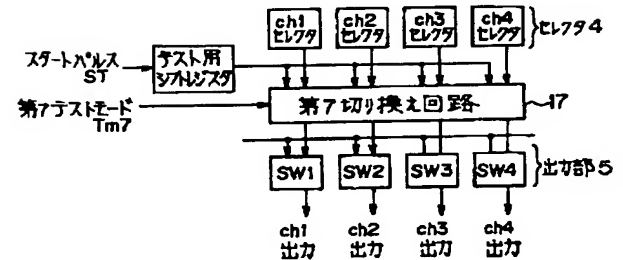 ch1
セレクタ
ch2
セレクタ
ch3
セレクタ
ch4
セレクタ
セレクタ4
スタートパルス
ST
テスト用
シフトレジスタ
第7テストモード
Tm7
第7切り換え回路
17
SW1
SW2
SW3
SW4
出力部5
ch1
出力
ch2
出力
ch3
出力
ch4
出力